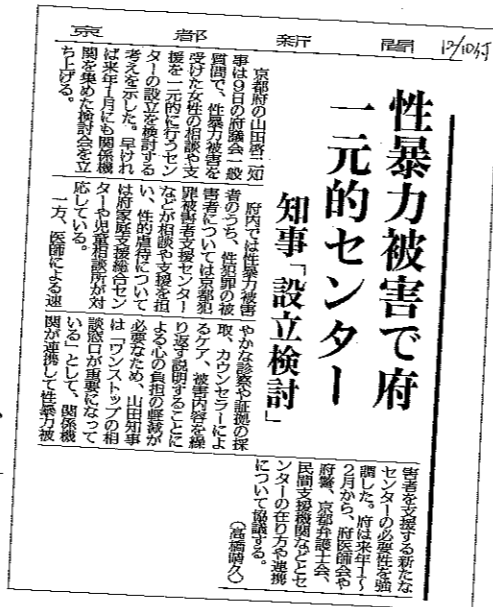 京都新聞
12/10付
性暴力被害で府
一元的センター
知事「設立検討」
京都府の山田啓二知
事は9日の府議会一般
質問で、性暴力被害を
受けた女性の相談や支
援を一元的に行うセン
ターの設立を検討する
考えを示した。早けれ
ば来年1月にも関係機
関を集めた検討会を立
ち上げる。
府内では性暴力被害
者のうち、性犯罪の被
害者については京都犯
罪被害者支援センター
などが相談や支援を担
い、性的虐待について
は府家庭支援総合セン
ターや児童相談所が対
応している。
一方、医師による速
やかな診察や証拠の採
取、カウンセラーによ
るケア、被害内容を繰
り返す説明することに
よる心の負担の軽減が
必要なため、山田知事
は「ワンストップの相
談窓口が重要になって
いる」として、関係機
関が連携して性暴力被
害者を支援する新たな
センターの必要性を強
調した。府は来年1〜
2月から、府医師会や
府警、京都弁護士会、
民間支援機関などとセ
ンターの在り方や連携
について協議する。
(高橋晴久)